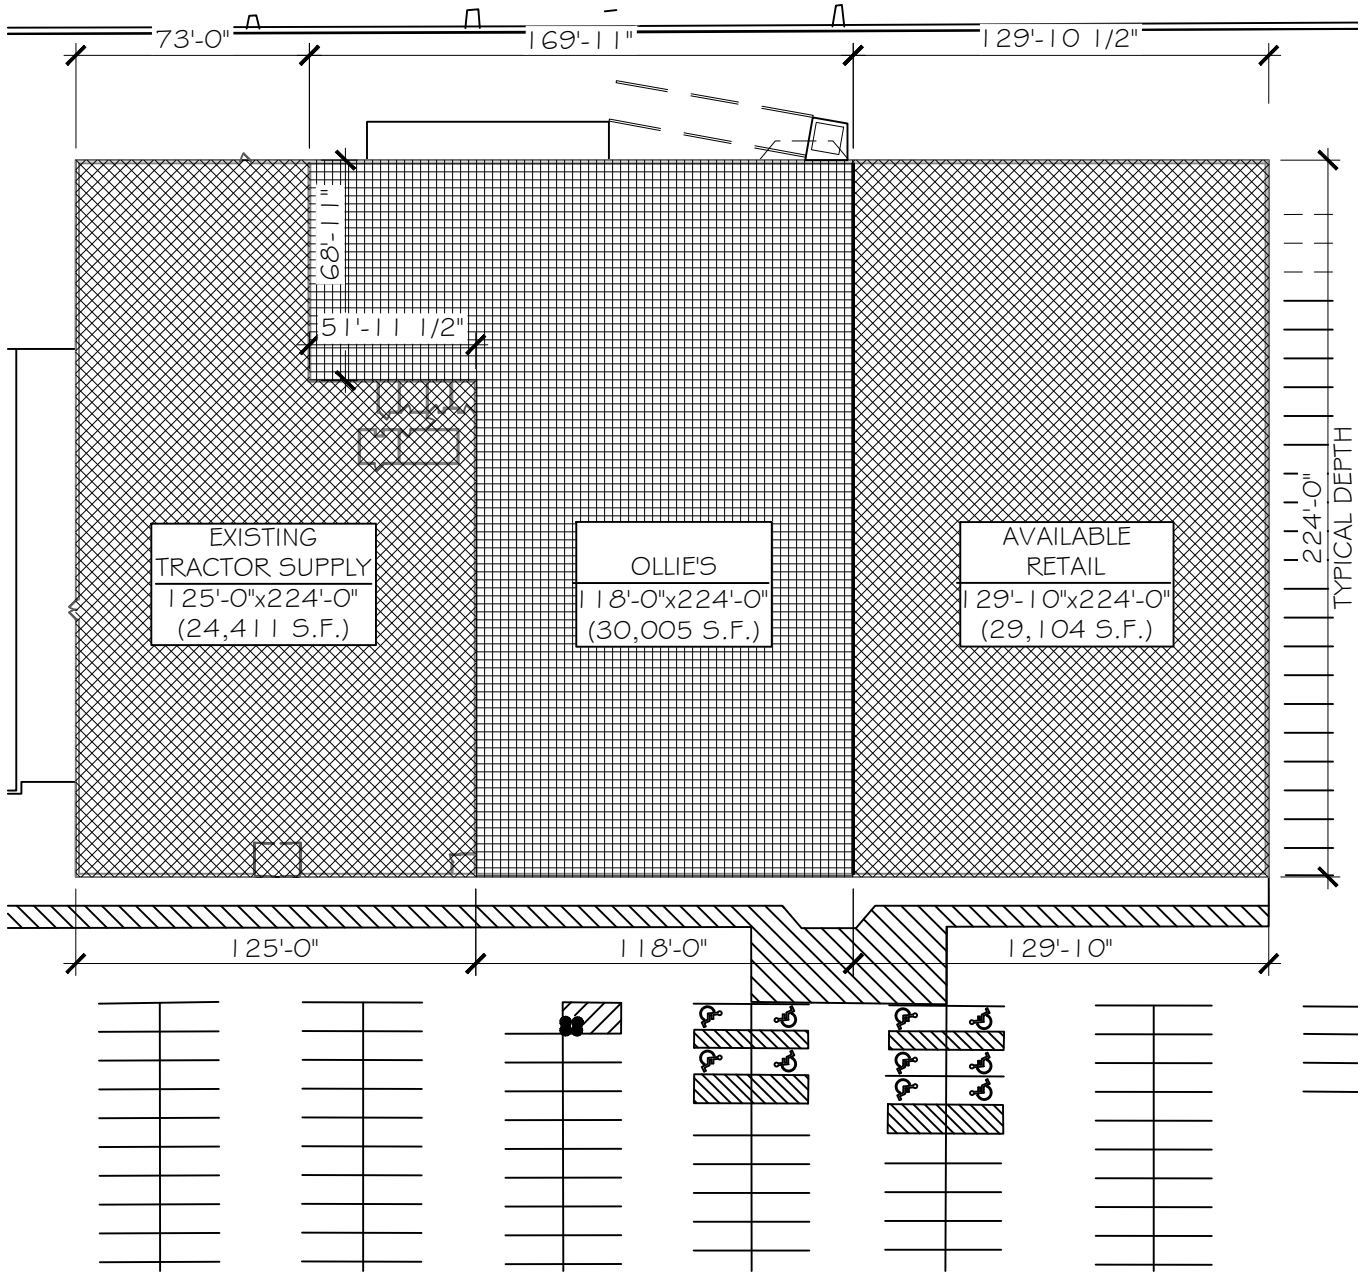 73'-0"
169'-11"
129'-10 1/2"
68'-11"
51'-11 1/2"
EXISTING
TRACTOR SUPPLY
125'-0"x224'-0"
(24,411 S.F.)
OLLIE'S
118'-0"x224'-0"
(30,005 S.F.)
AVAILABLE
RETAIL
129'-10"x224'-0"
(29,104 S.F.)
224'-0"
TYPICAL DEPTH
125'-0"
118'-0"
129'-10"